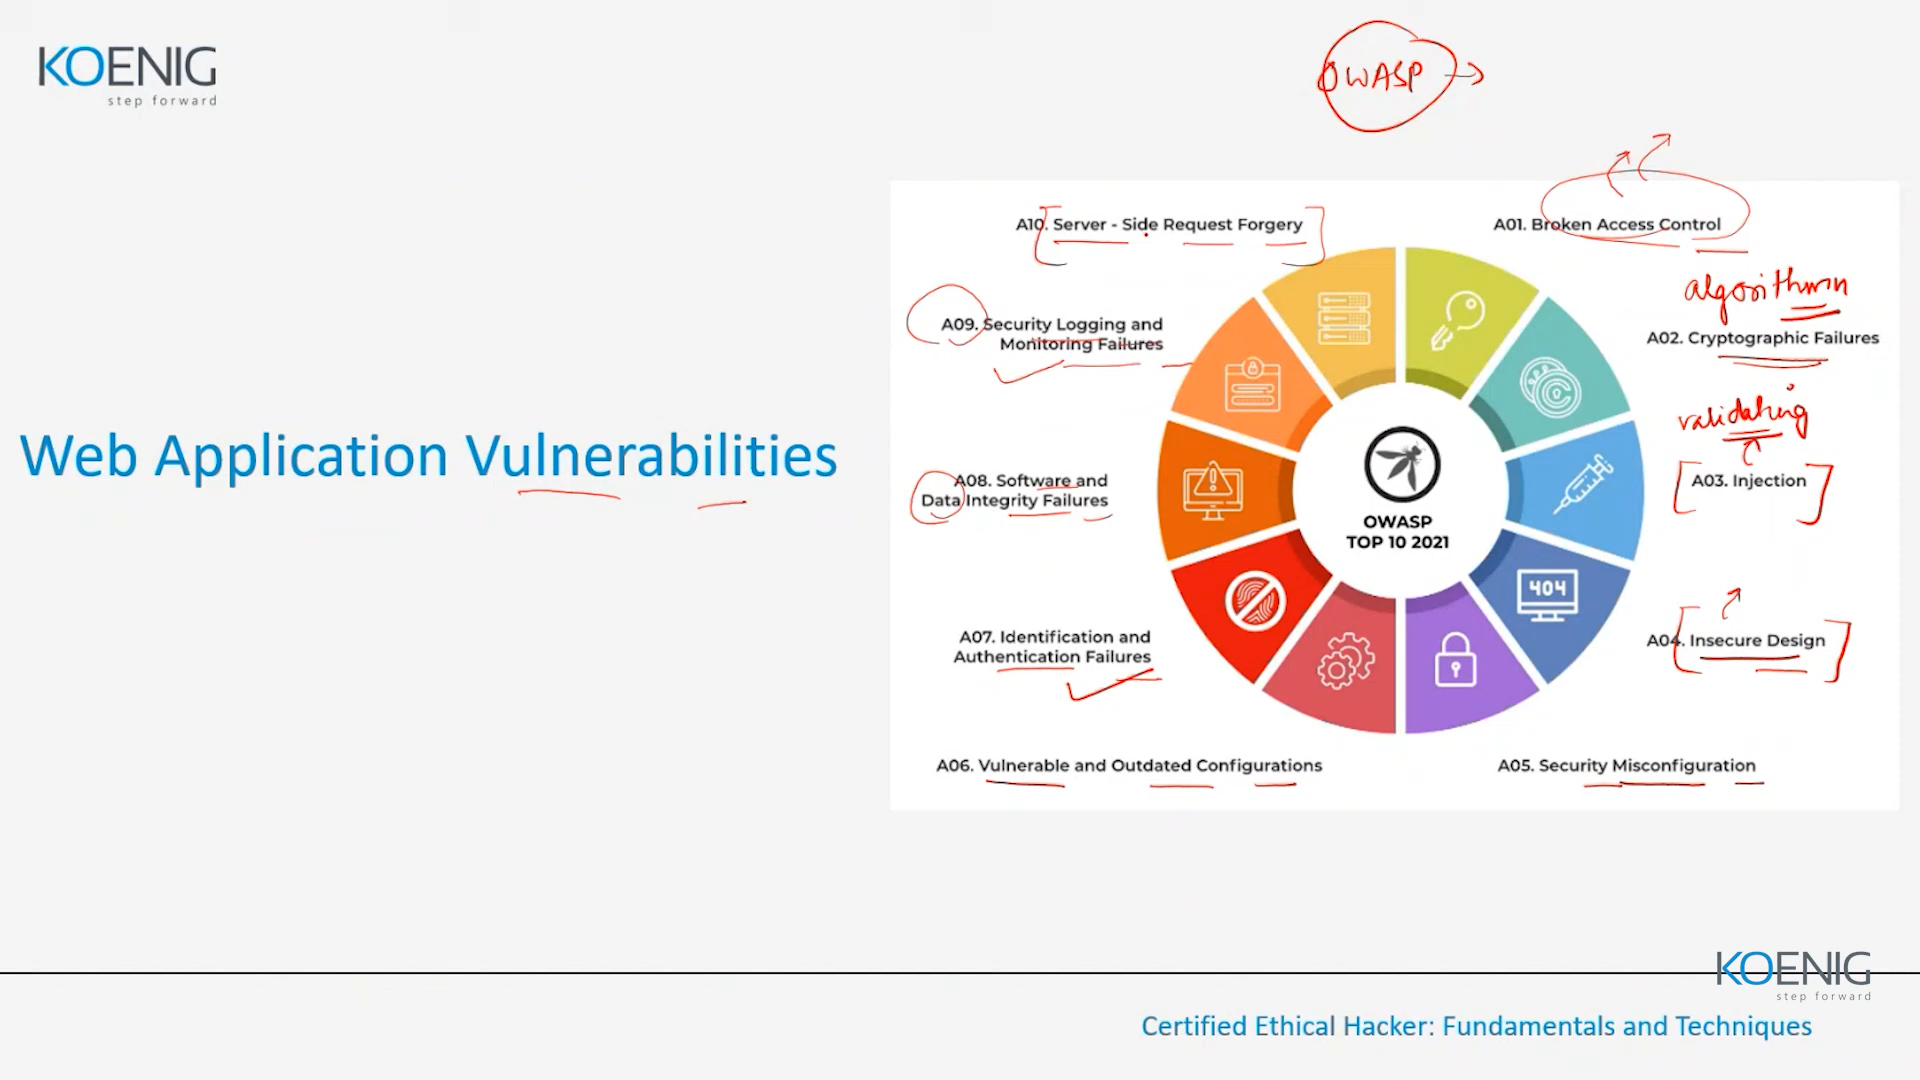 KOENIG
step forward
OWASP
A10. Server - Side Request Forgery
A01. Broken Access Control
algorithmn
A09. Security Logging and
Monitoring Failures
A02. Cryptographic Failures
validating
Web Application Vulnerabilities
A08. Software and
Data Integrity Failures
A03. Injection
OWASP
TOP 10 2021
404
A07. Identification and
Authentication Failures
A04. Insecure Design
A06. Vulnerable and Outdated Configurations
A05. Security Misconfiguration
KOENIG
step forward
Certified Ethical Hacker: Fundamentals and Techniques